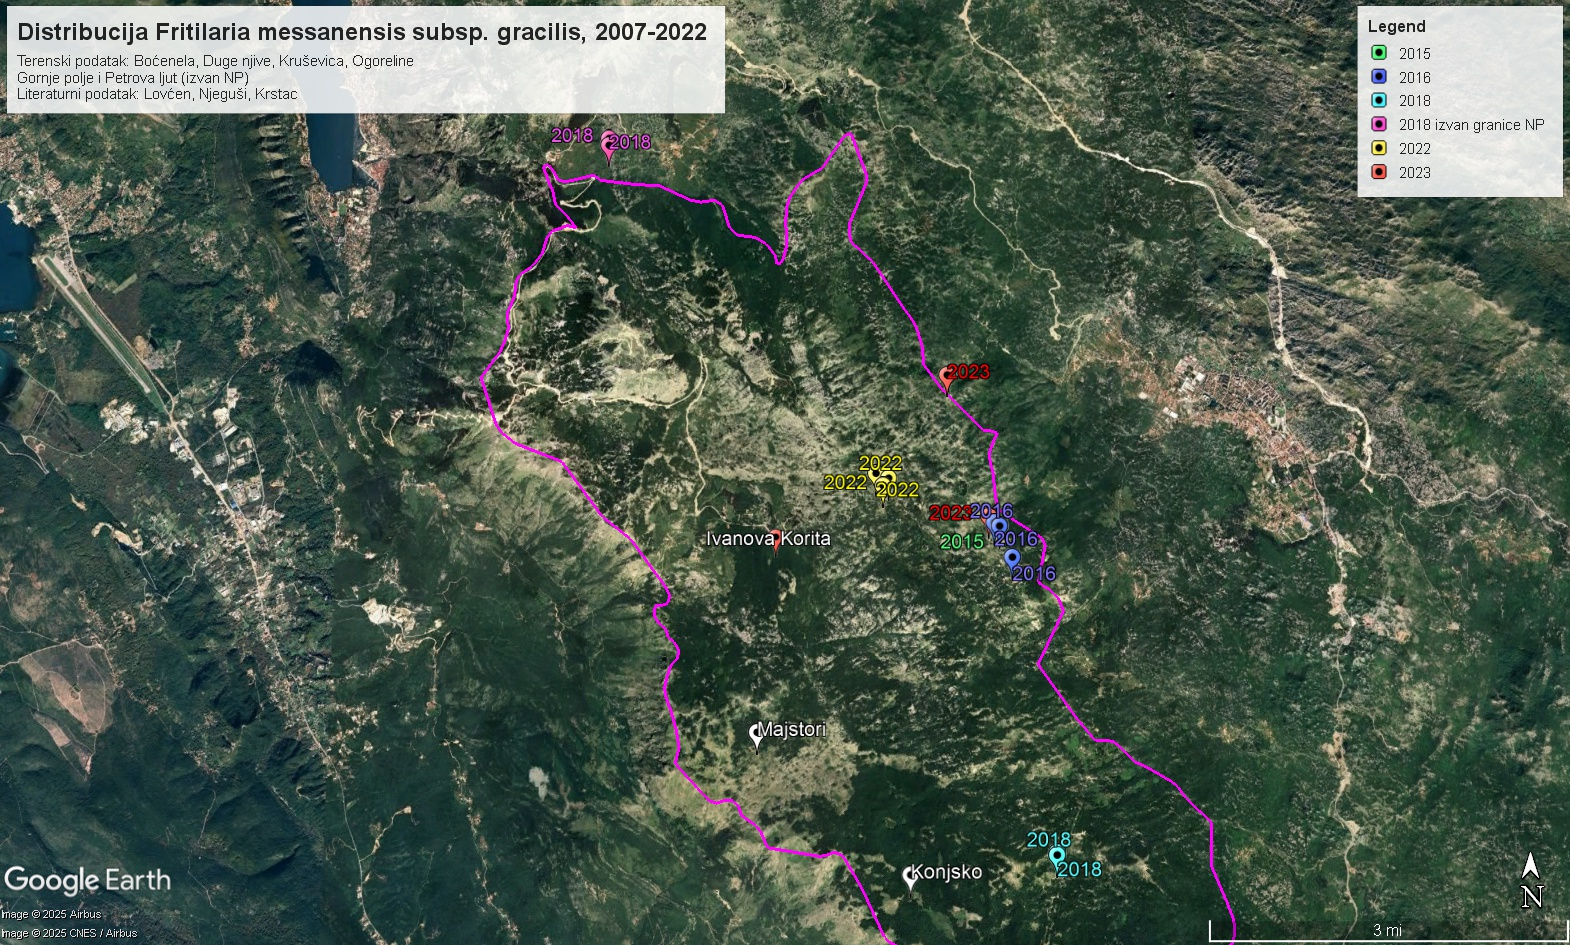 Distribucija Fritilaria messanensis subsp. gracilis, 2007-2022
Terenski podatak: Boćenela, Duge njive, Kruševica, Ogoreline
Gornje polje i Petrova ljut (izvan NP)
Literaturni podatak: Lovćen, Njeguši, Krstac
Legend
2015
2016
2018
2018 izvan granice NP
2022
2023
2018
2018
2023
2022
2022
2022
2023
2016
2015
2016
2016
Ivanova Korita
Majstori
2018
2018
Konjsko
Google Earth
Image © 2025 Airbus
Image © 2025 CNES / Airbus
N
3 mi